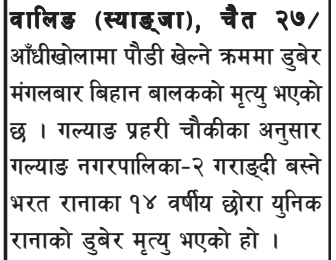 वालिङ (स्याङ्जा), चैत २७/
आँधीखोलामा पौडी खेल्ने क्रममा डुबेर
मंगलबार बिहान बालकको मृत्यु भएको
छ । गल्याङ प्रहरी चौकीका अनुसार
गल्याङ नगरपालिका-२ गराङ्दी बस्ने
भरत रानाका १४ वर्षीय छोरा युनिक
रानाको डुबेर मृत्यु भएको हो ।